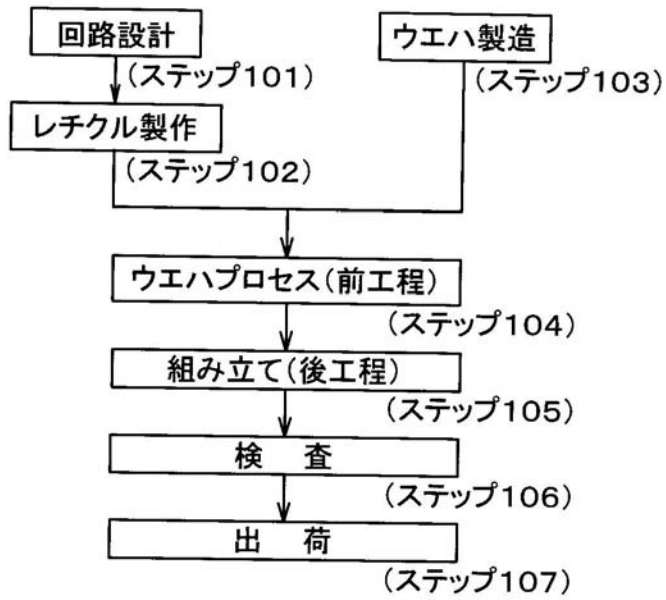 回路設計
(ステップ101)
ウエハ製造
(ステップ103)
レチクル製作
(ステップ102)
ウエハプロセス(前工程)
(ステップ104)
組み立て(後工程)
(ステップ105)
検 査
(ステップ106)
出 荷
(ステップ107)